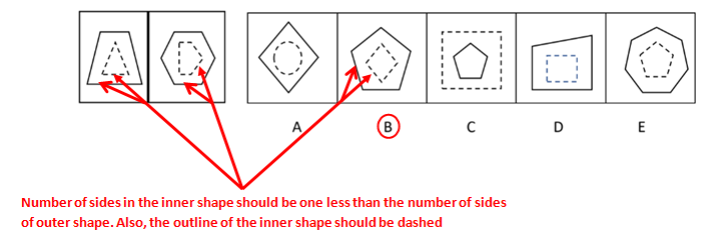 A B C D E
Number of sides in the inner shape should be one less than the number of sides
of outer shape. Also, the outline of the inner shape should be dashed